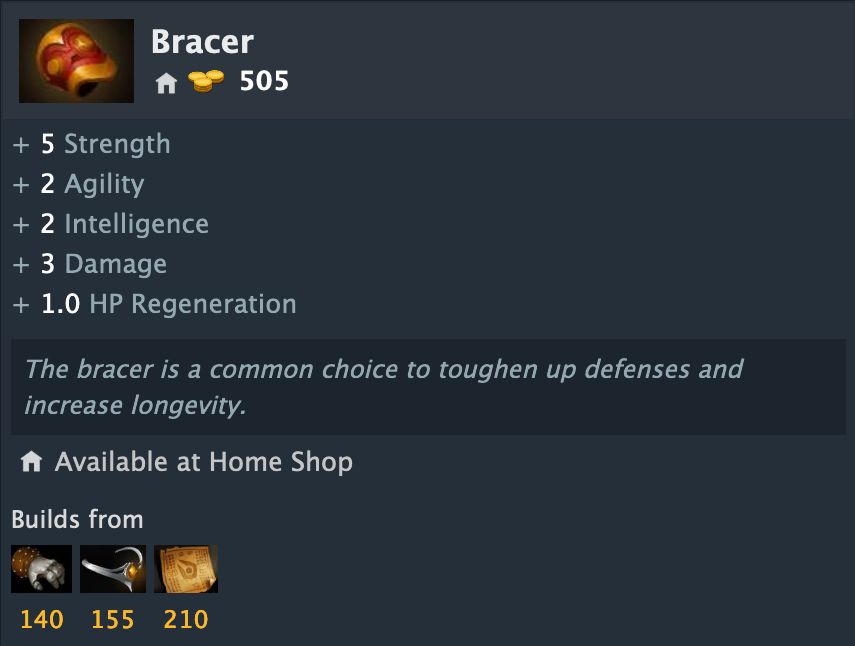 Bracer
505
+ 5 Strength
+ 2 Agility
+ 2 Intelligence
+ 3 Damage
+ 1.0 HP Regeneration
The bracer is a common choice to toughen up defenses and
increase longevity.
Available at Home Shop
Builds from
140 155 210